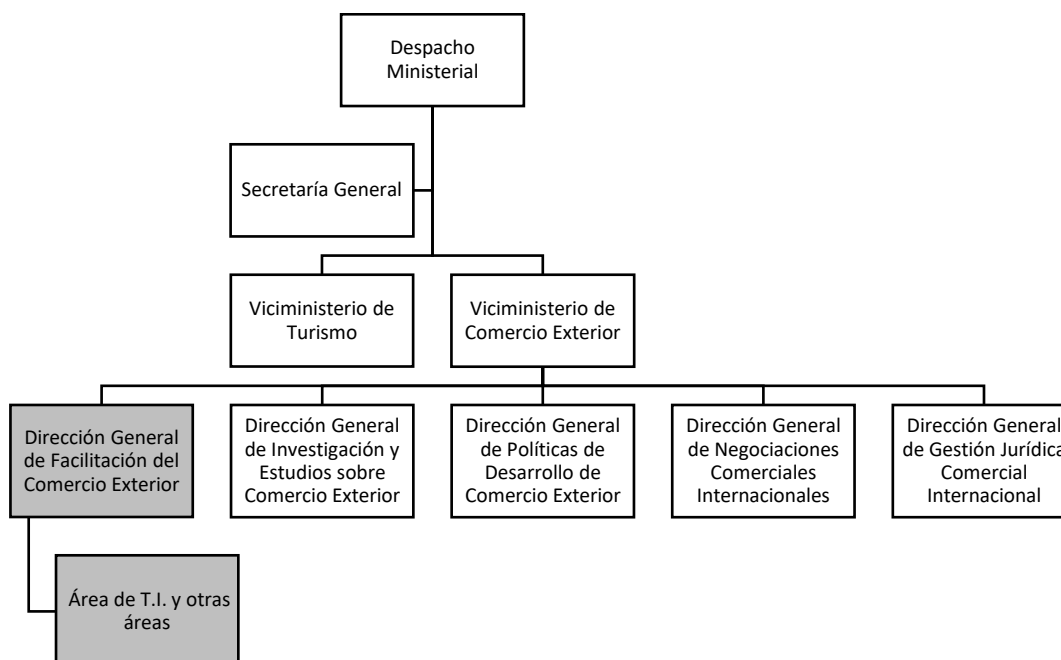 Despacho
Ministerial
Secretaría General
Viciministerio de
Turismo
Viciministerio de
Comercio Exterior
Dirección General
de Facilitación del
Comercio Exterior
Dirección General
de Investigación y
Estudios sobre
Comercio Exterior
Dirección General
de Políticas de
Desarrollo de
Comercio Exterior
Dirección General
de Negociaciones
Comerciales
Internacionales
Dirección General
de Gestión Jurídica
Comercial
Internacional
Área de T.I. y otras
áreas